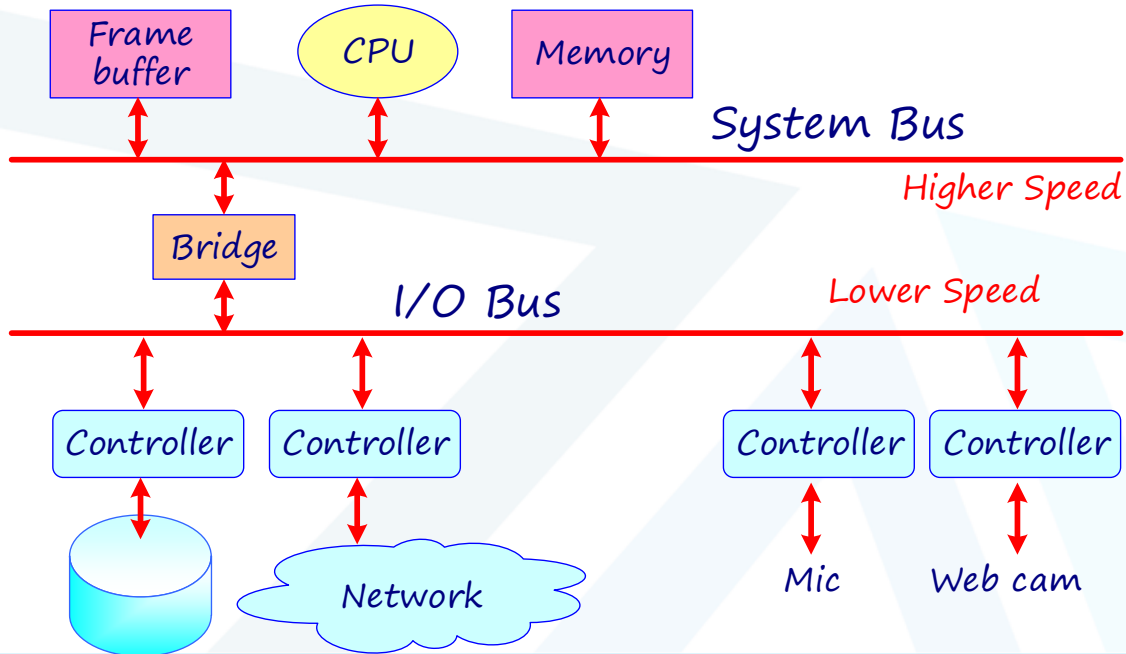 Frame
buffer
CPU
Memory
System Bus
Higher Speed
Bridge
I/O Bus
Lower Speed
Controller
Controller
Controller
Controller
Network
Mic
Web cam